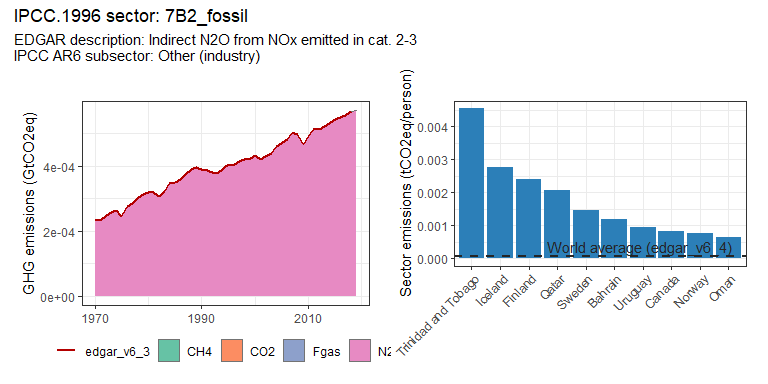 IPCC.1996 sector: 7B2_fossil
EDGAR description: Indirect N2O from NOx emitted in cat. 2-3
IPCC AR6 subsector: Other (industry)
GHG emissions (GtCO2eq)
4e-04
2e-04
0e+00
1970
1990
2010
edgar_v6_3
CH4
CO2
Fgas
N2
Sector emissions (tCO2eq/person)
0.004
0.003
0.002
0.001
0.000
World average (edgar_v6_4)
Trinidad and Tobago
Iceland
Finland
Qatar
Sweden
Bahrain
Uruguay
Canada
Norway
Oman